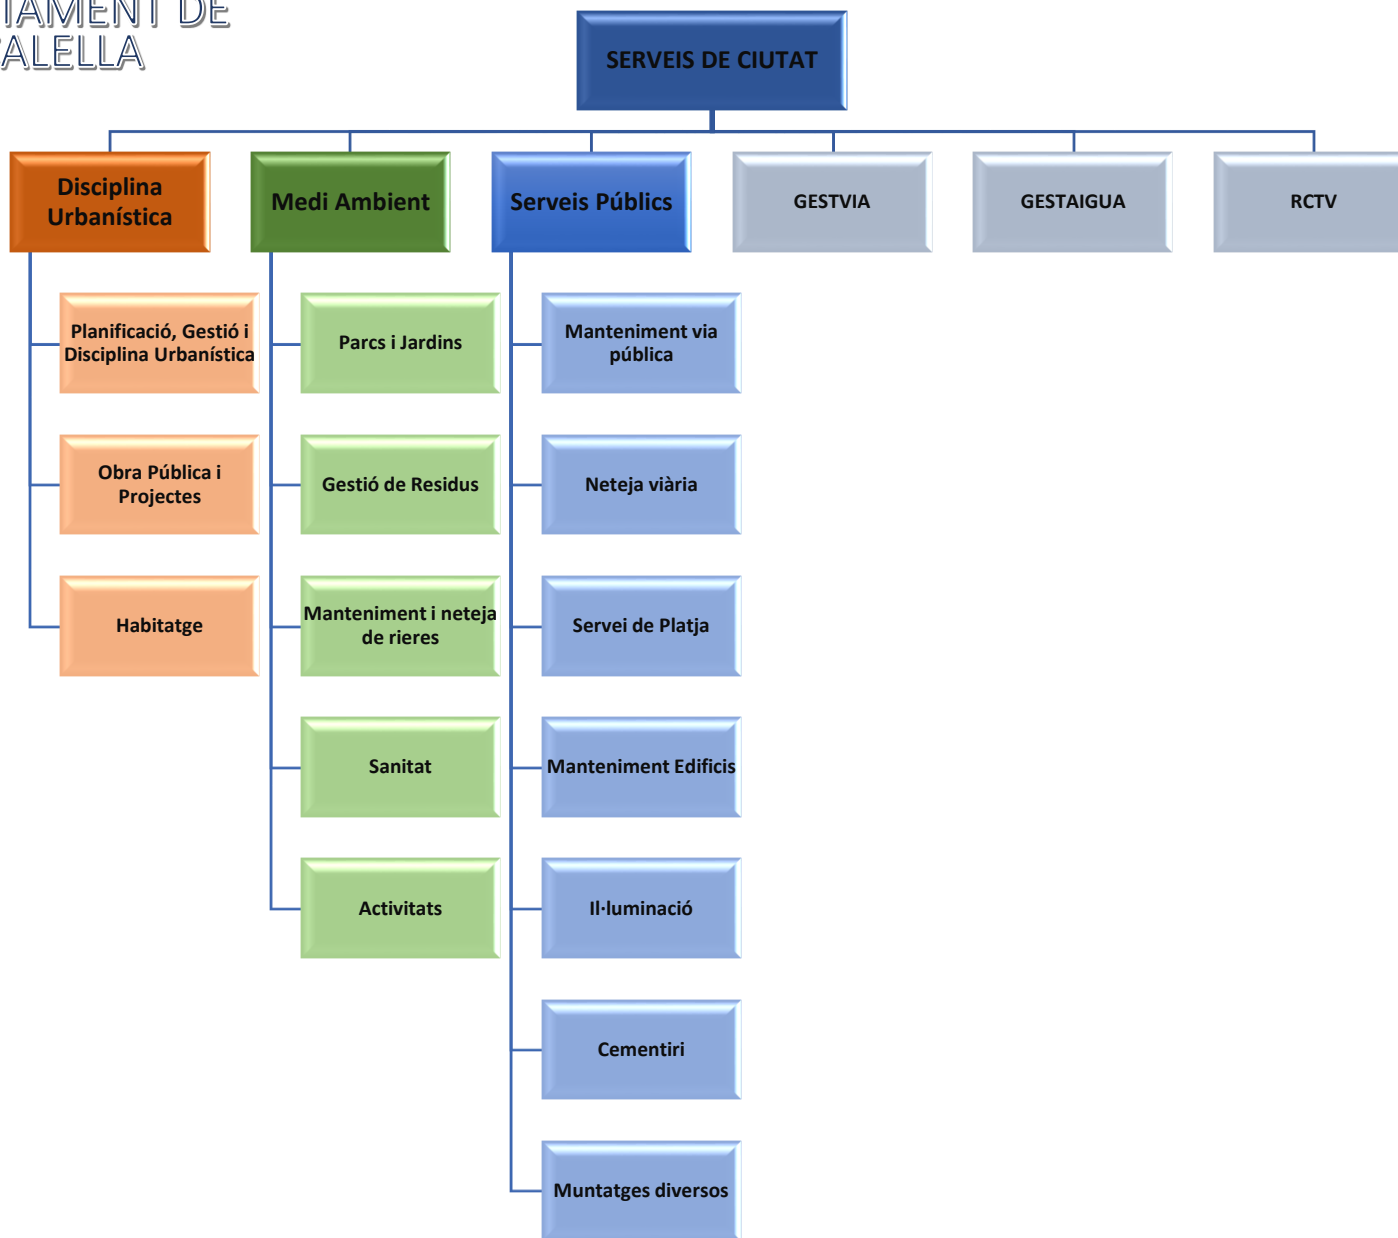 DE
SERVEIS DE CIUTAT
Disciplina
Urbanística
Medi Ambient
Serveis Públics
GESTVIA
GESTAIGUA
RCTV
Planificació, Gestió i
Disciplina Urbanística
Parcs i Jardins
Manteniment via
pública
Obra Pública i
Projectes
Gestió de Residus
Neteja viària
Habitatge
Manteniment i neteja
de rieres
Servei de Platja
Sanitat
Manteniment Edificis
Activitats
Il·luminació
Cementiri
Muntatges diversos